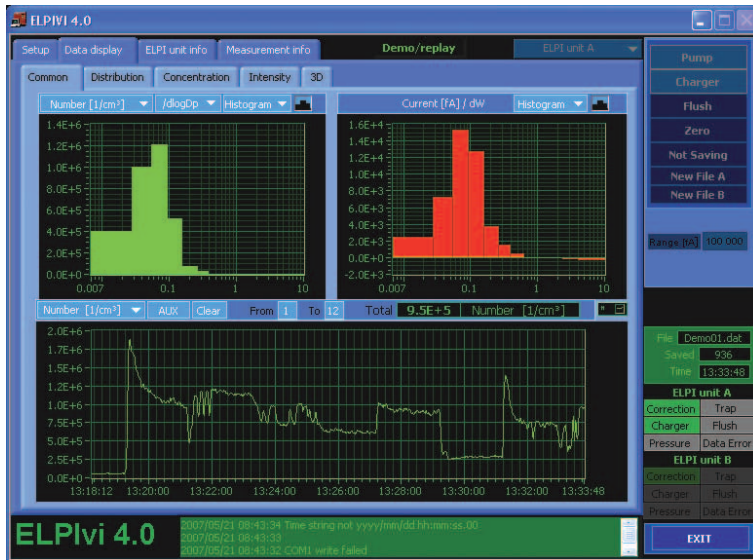 ELPIVI 4.0
Setup Data display ELPI unit info Measurement info Demo/replay ELPI unit A
Common Distribution Concentration Intensity 3D
Number [1/cm³] /dlogDp Histogram Current [fA] / dW Histogram
1.4E+6
1.2E+6
1.0E+6
8.0E+5
6.0E+5
4.0E+5
2.0E+5
0.0E+0
0.007 0.1 1 10
1.6E+4
1.4E+4
1.2E+4
1.0E+4
8.0E+3
6.0E+3
4.0E+3
2.0E+3
0.0E+0
-2.0E+3
0.007 0.1 1 10
Number [1/cm³] AUX Clear From 1 To 12 Total 9.5E+5 Number [1/cm³]
2.0E+6
1.8E+6
1.5E+6
1.3E+6
1.0E+6
7.5E+5
5.0E+5
2.5E+5
0.0E+0
13:18:12 13:20:00 13:22:00 13:24:00 13:26:00 13:28:00 13:30:00 13:32:00 13:33:48
Pump
Charger
Flush
Zero
Not Saving
New File A
New File B
Range [fA] 100 000
File Demo01.dat
Saved 936
Time 13:33:48
ELPI unit A
Correction Trap
Charger Flush
Pressure Data Error
ELPI unit B
Correction Trap
Charger Flush
Pressure Data Error
ELPIvi 4.0
2007/05/21 08:43:34 Time string not yyyy/mm/dd hh:mm:ss.00
2007/05/21 08:43:33
2007/05/21 08:43:32 COM1 write failed
EXIT